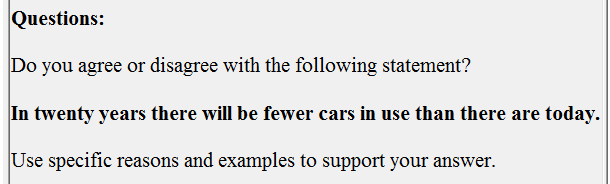 Questions:
Do you agree or disagree with the following statement?
In twenty years there will be fewer cars in use than there are today.
Use specific reasons and examples to support your answer.